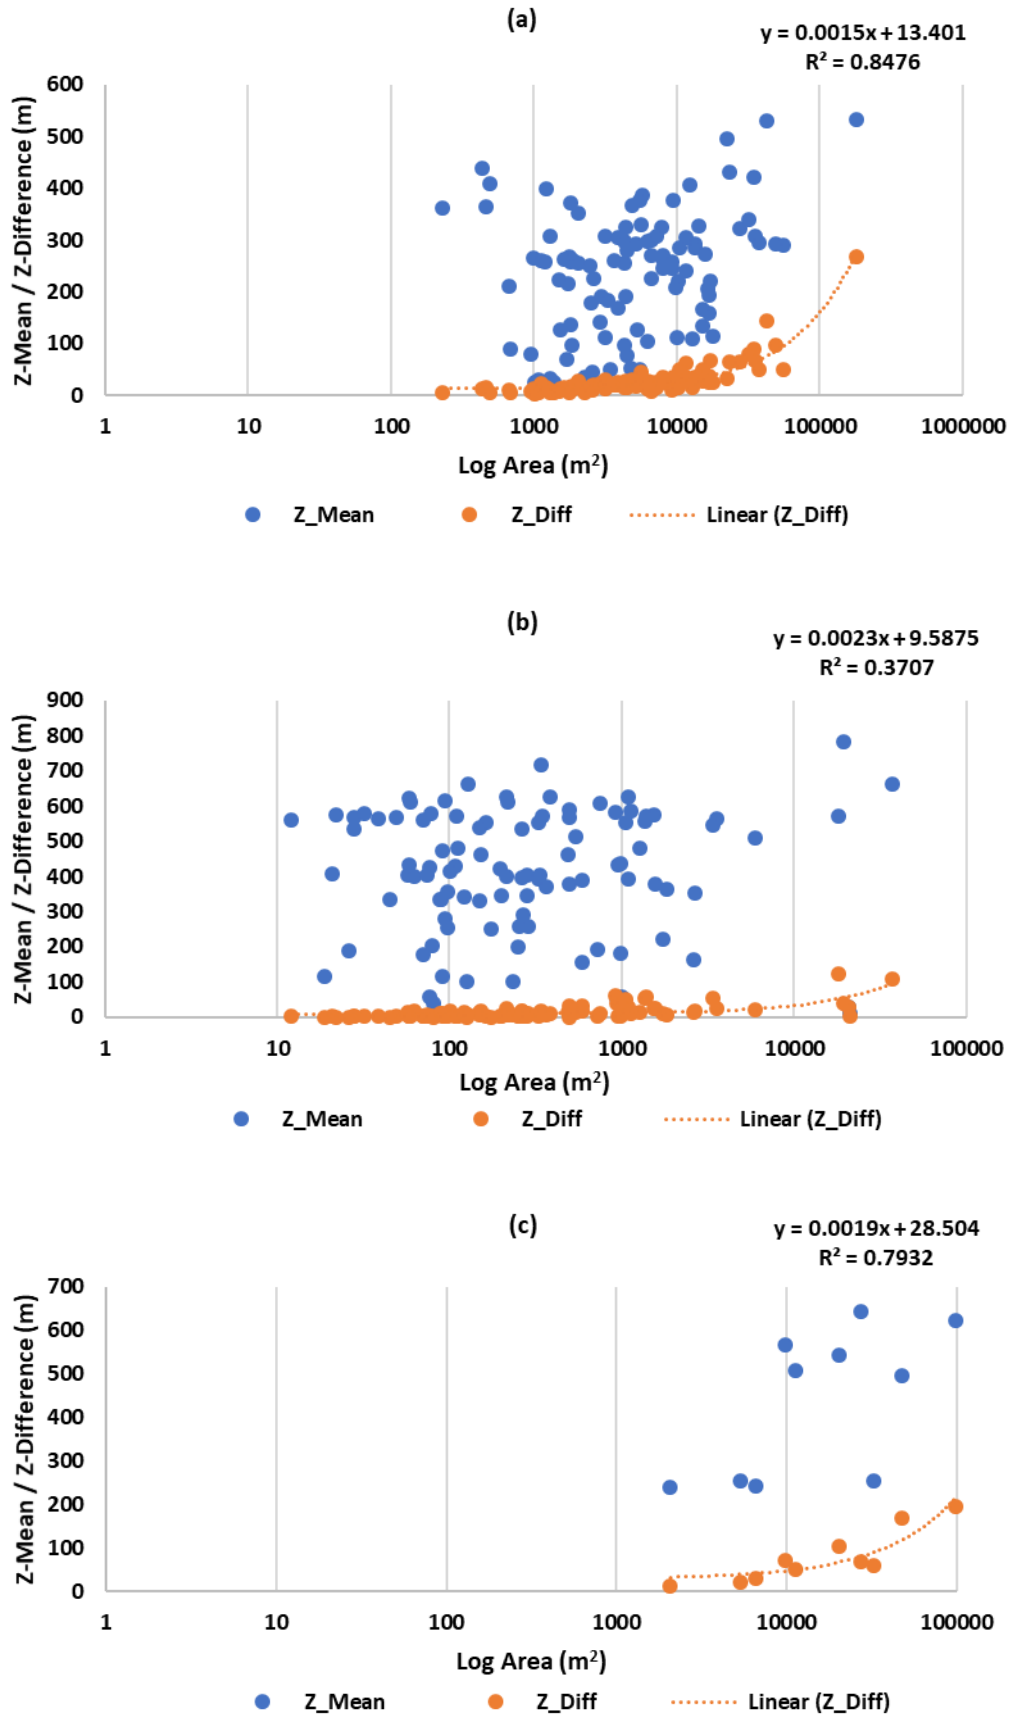 (a)
y = 0.0015x + 13.401
R² = 0.8476
Z-Mean / Z-Difference (m)
600
500
400
300
200
100
0
1 10 100 1000 10000 100000 1000000
Log Area (m²)
Z_Mean Z_Diff Linear (Z_Diff)
(b)
y = 0.0023x + 9.5875
R² = 0.3707
Z-Mean / Z-Difference (m)
900
800
700
600
500
400
300
200
100
0
1 10 100 1000 10000 100000
Log Area (m²)
Z_Mean Z_Diff Linear (Z_Diff)
(c)
y = 0.0019x + 28.504
R² = 0.7932
Z-Mean / Z-Difference (m)
700
600
500
400
300
200
100
0
1 10 100 1000 10000 100000
Log Area (m²)
Z_Mean Z_Diff Linear (Z_Diff)